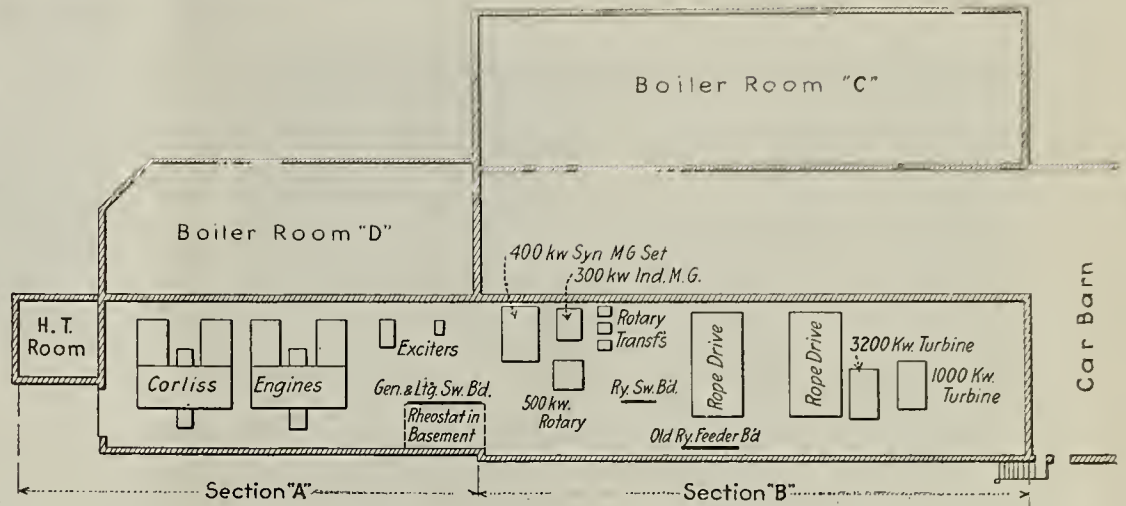 Boiler Room "C"
Boiler Room "D"
400 kw Syn MG Set
300 kw Ind. M.G.
H. T.
Room
Corliss
Engines
Exciters
Rotary
Transf's
Gen. & Ltg. Sw. B'd.
Rheostat in
Basement
500 kw.
Rotary
Ry. Sw. Bd.
Old Ry. Feeder B'd
Rope Drive
Rope Drive
3200 Kw. Turbine
1000 Kw.
Turbine
Car Barn
Section "A"
Section "B"